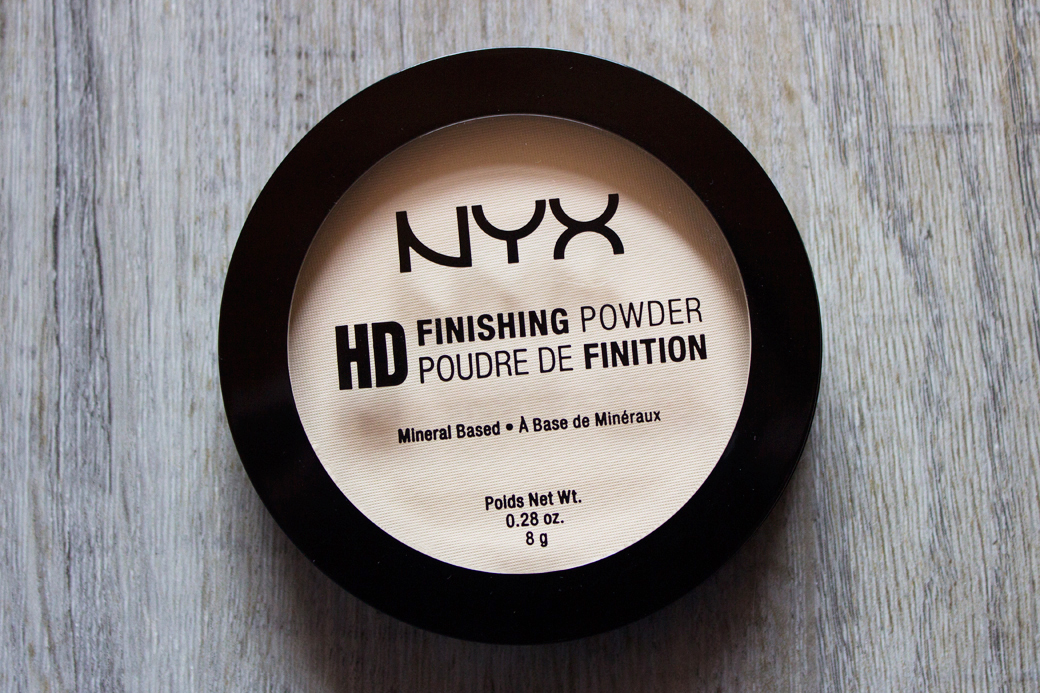 NYX
HD FINISHING POWDER
POUDRE DE FINITION
Mineral Based • À Base de Minéraux
Poids Net Wt.
0.28 oz.
8 g